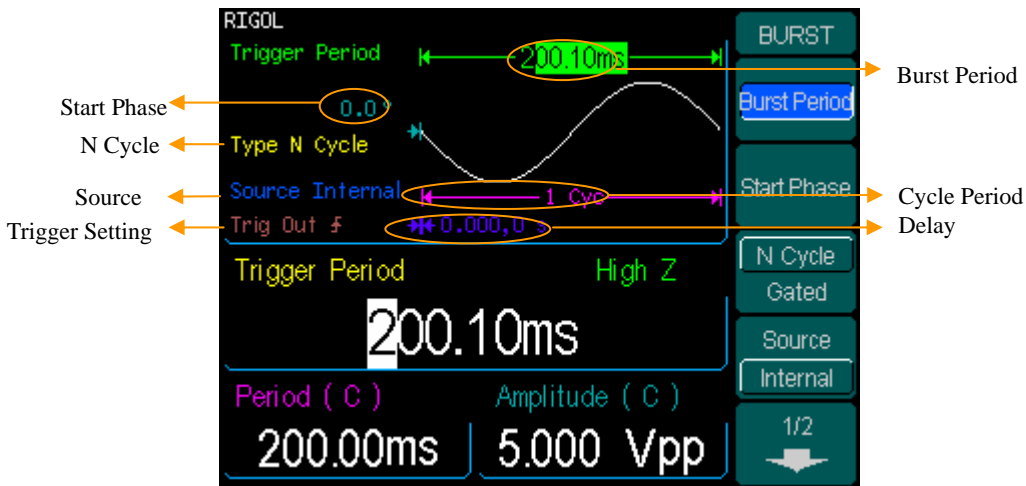 RIGOL
Trigger Period
200.10ms
0.0°
Type N Cycle
Source Internal
1 Cyc
Trig Out
0.000,0 s
Trigger Period
High Z
200.10ms
Period ( C )
200.00ms
Amplitude ( C )
5.000 Vpp
BURST
Burst Period
Start Phase
N Cycle
Gated
Source
Internal
1/2
Start Phase
N Cycle
Source
Trigger Setting
Burst Period
Cycle Period
Delay